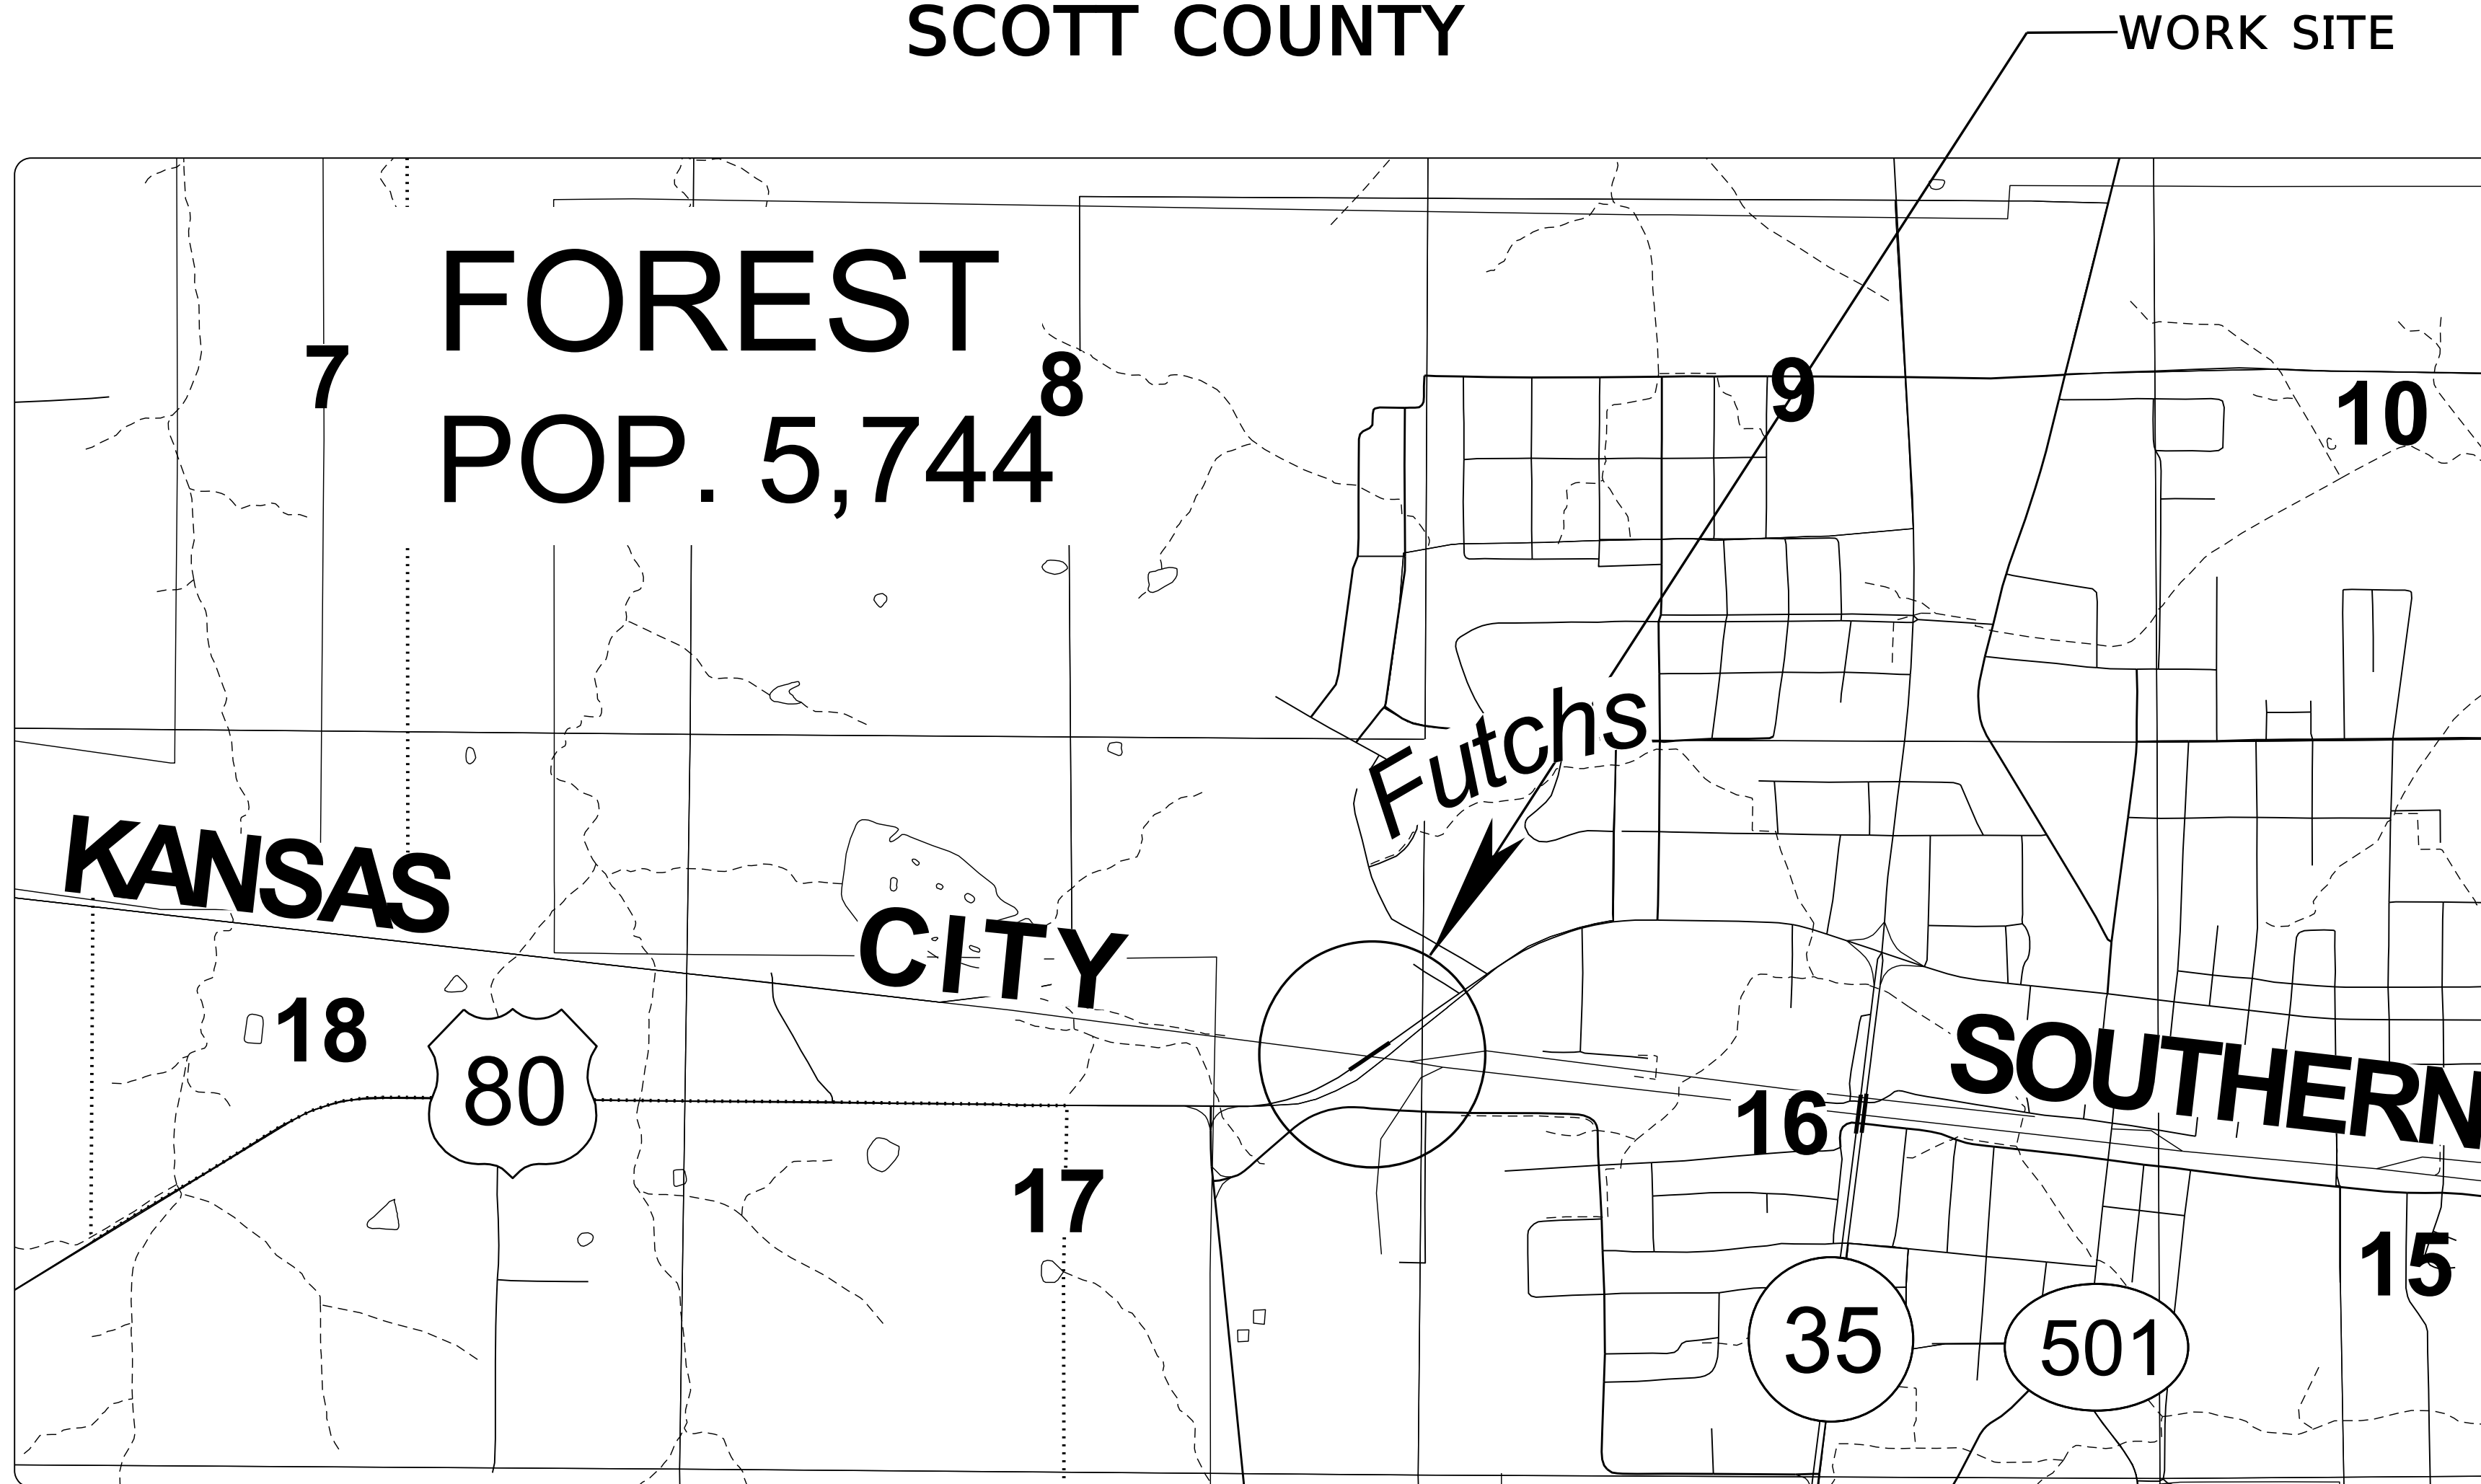 SCOTT COUNTY
WORK SITE
FOREST
7
8
9
10
POP. 5,744
Futchs
KANSAS
CITY
SOUTHERN
18
80
16
17
15
35
501